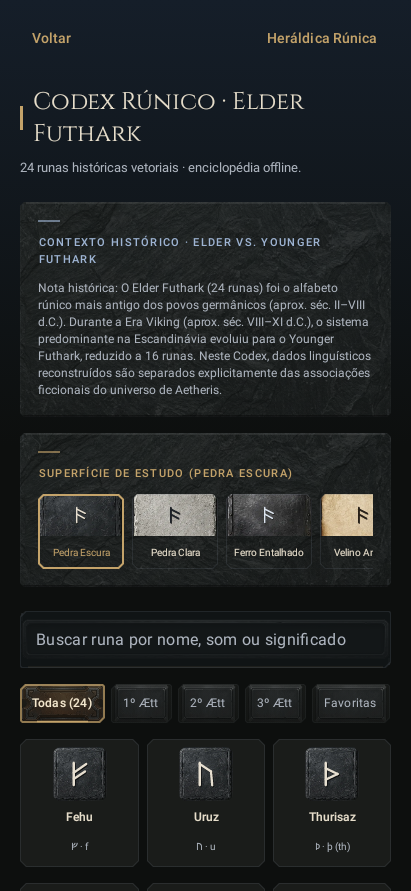 Voltar
Heráldica Rúnica
Codex Rúnico · Elder
Futhark
24 runas históricas vetoriais · enciclopédia offline.
CONTEXTO HISTÓRICO · ELDER VS. YOUNGER
FUTHARK
Nota histórica: O Elder Futhark (24 runas) foi o alfabeto
rúnico mais antigo dos povos germânicos (aprox. séc. II–VIII
d.C.). Durante a Era Viking (aprox. séc. VIII–XI d.C.), o sistema
predominante na Escandinávia evoluiu para o Younger
Futhark, reduzido a 16 runas. Neste Codex, dados linguísticos
reconstruídos são separados explicitamente das associações
ficcionais do universo de Aetheris.
SUPERFÍCIE DE ESTUDO (PEDRA ESCURA)
ᚨ ᚨ ᚨ ᚨ
Pedra Escura Pedra Clara Ferro Entalhado Velino An
Buscar runa por nome, som ou significado
Todas (24) 1º Ætt 2º Ætt 3º Ætt Favoritas
ᚠ ᚢ ᚦ
Fehu Uruz Thurisaz
ᚠ · f ᚢ · u ᚦ · þ (th)